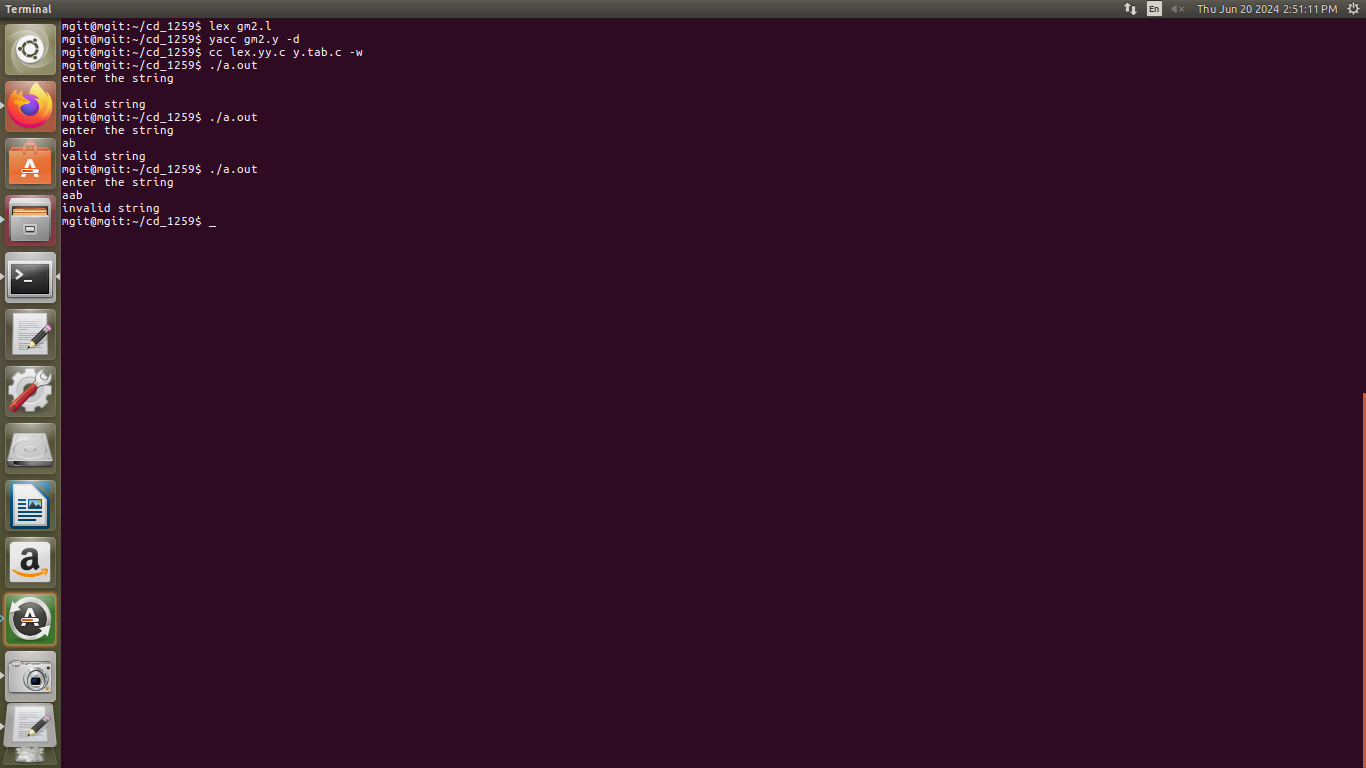 Terminal
En
Thu Jun 20 2024 2:51:11 PM
mgit@mgit:~/cd_1259$ lex gm2.l
mgit@mgit:~/cd_1259$ yacc gm2.y -d
mgit@mgit:~/cd_1259$ cc lex.yy.c y.tab.c -w
mgit@mgit:~/cd_1259$ ./a.out
enter the string
valid string
mgit@mgit:~/cd_1259$ ./a.out
enter the string
ab
valid string
mgit@mgit:~/cd_1259$ ./a.out
enter the string
aab
invalid string
mgit@mgit:~/cd_1259$ _